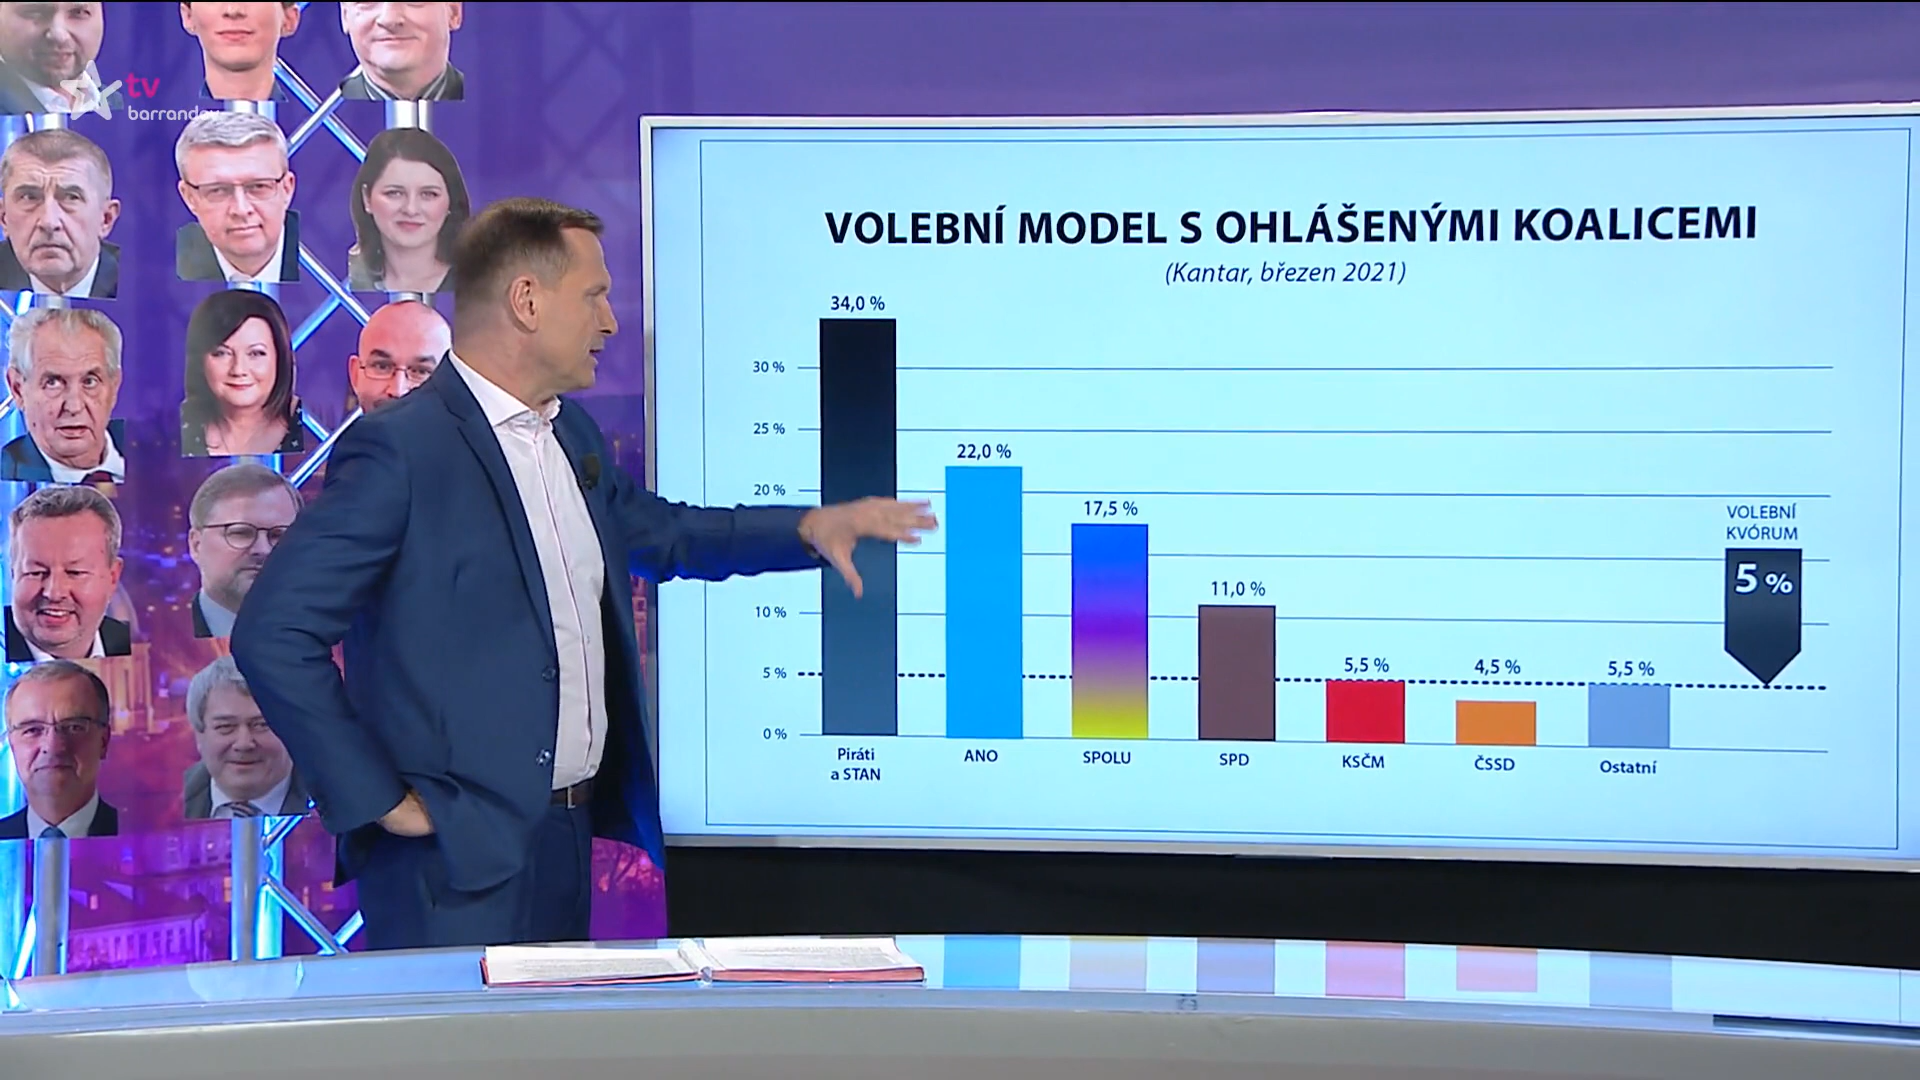 tv
barrandov
VOLEBNÍ MODEL S OHLÁŠENÝMI KOALICEMI
(Kantar, březen 2021)
34,0 %
30 %
25 %
22,0 %
20 %
17,5 %
VOLEBNÍ
KVÓRUM
5 %
11,0 %
10 %
5,5 %
4,5 %
5,5 %
5 %
0 %
Piráti
a STAN
ANO
SPOLU
SPD
KSČM
ČSSD
Ostatní